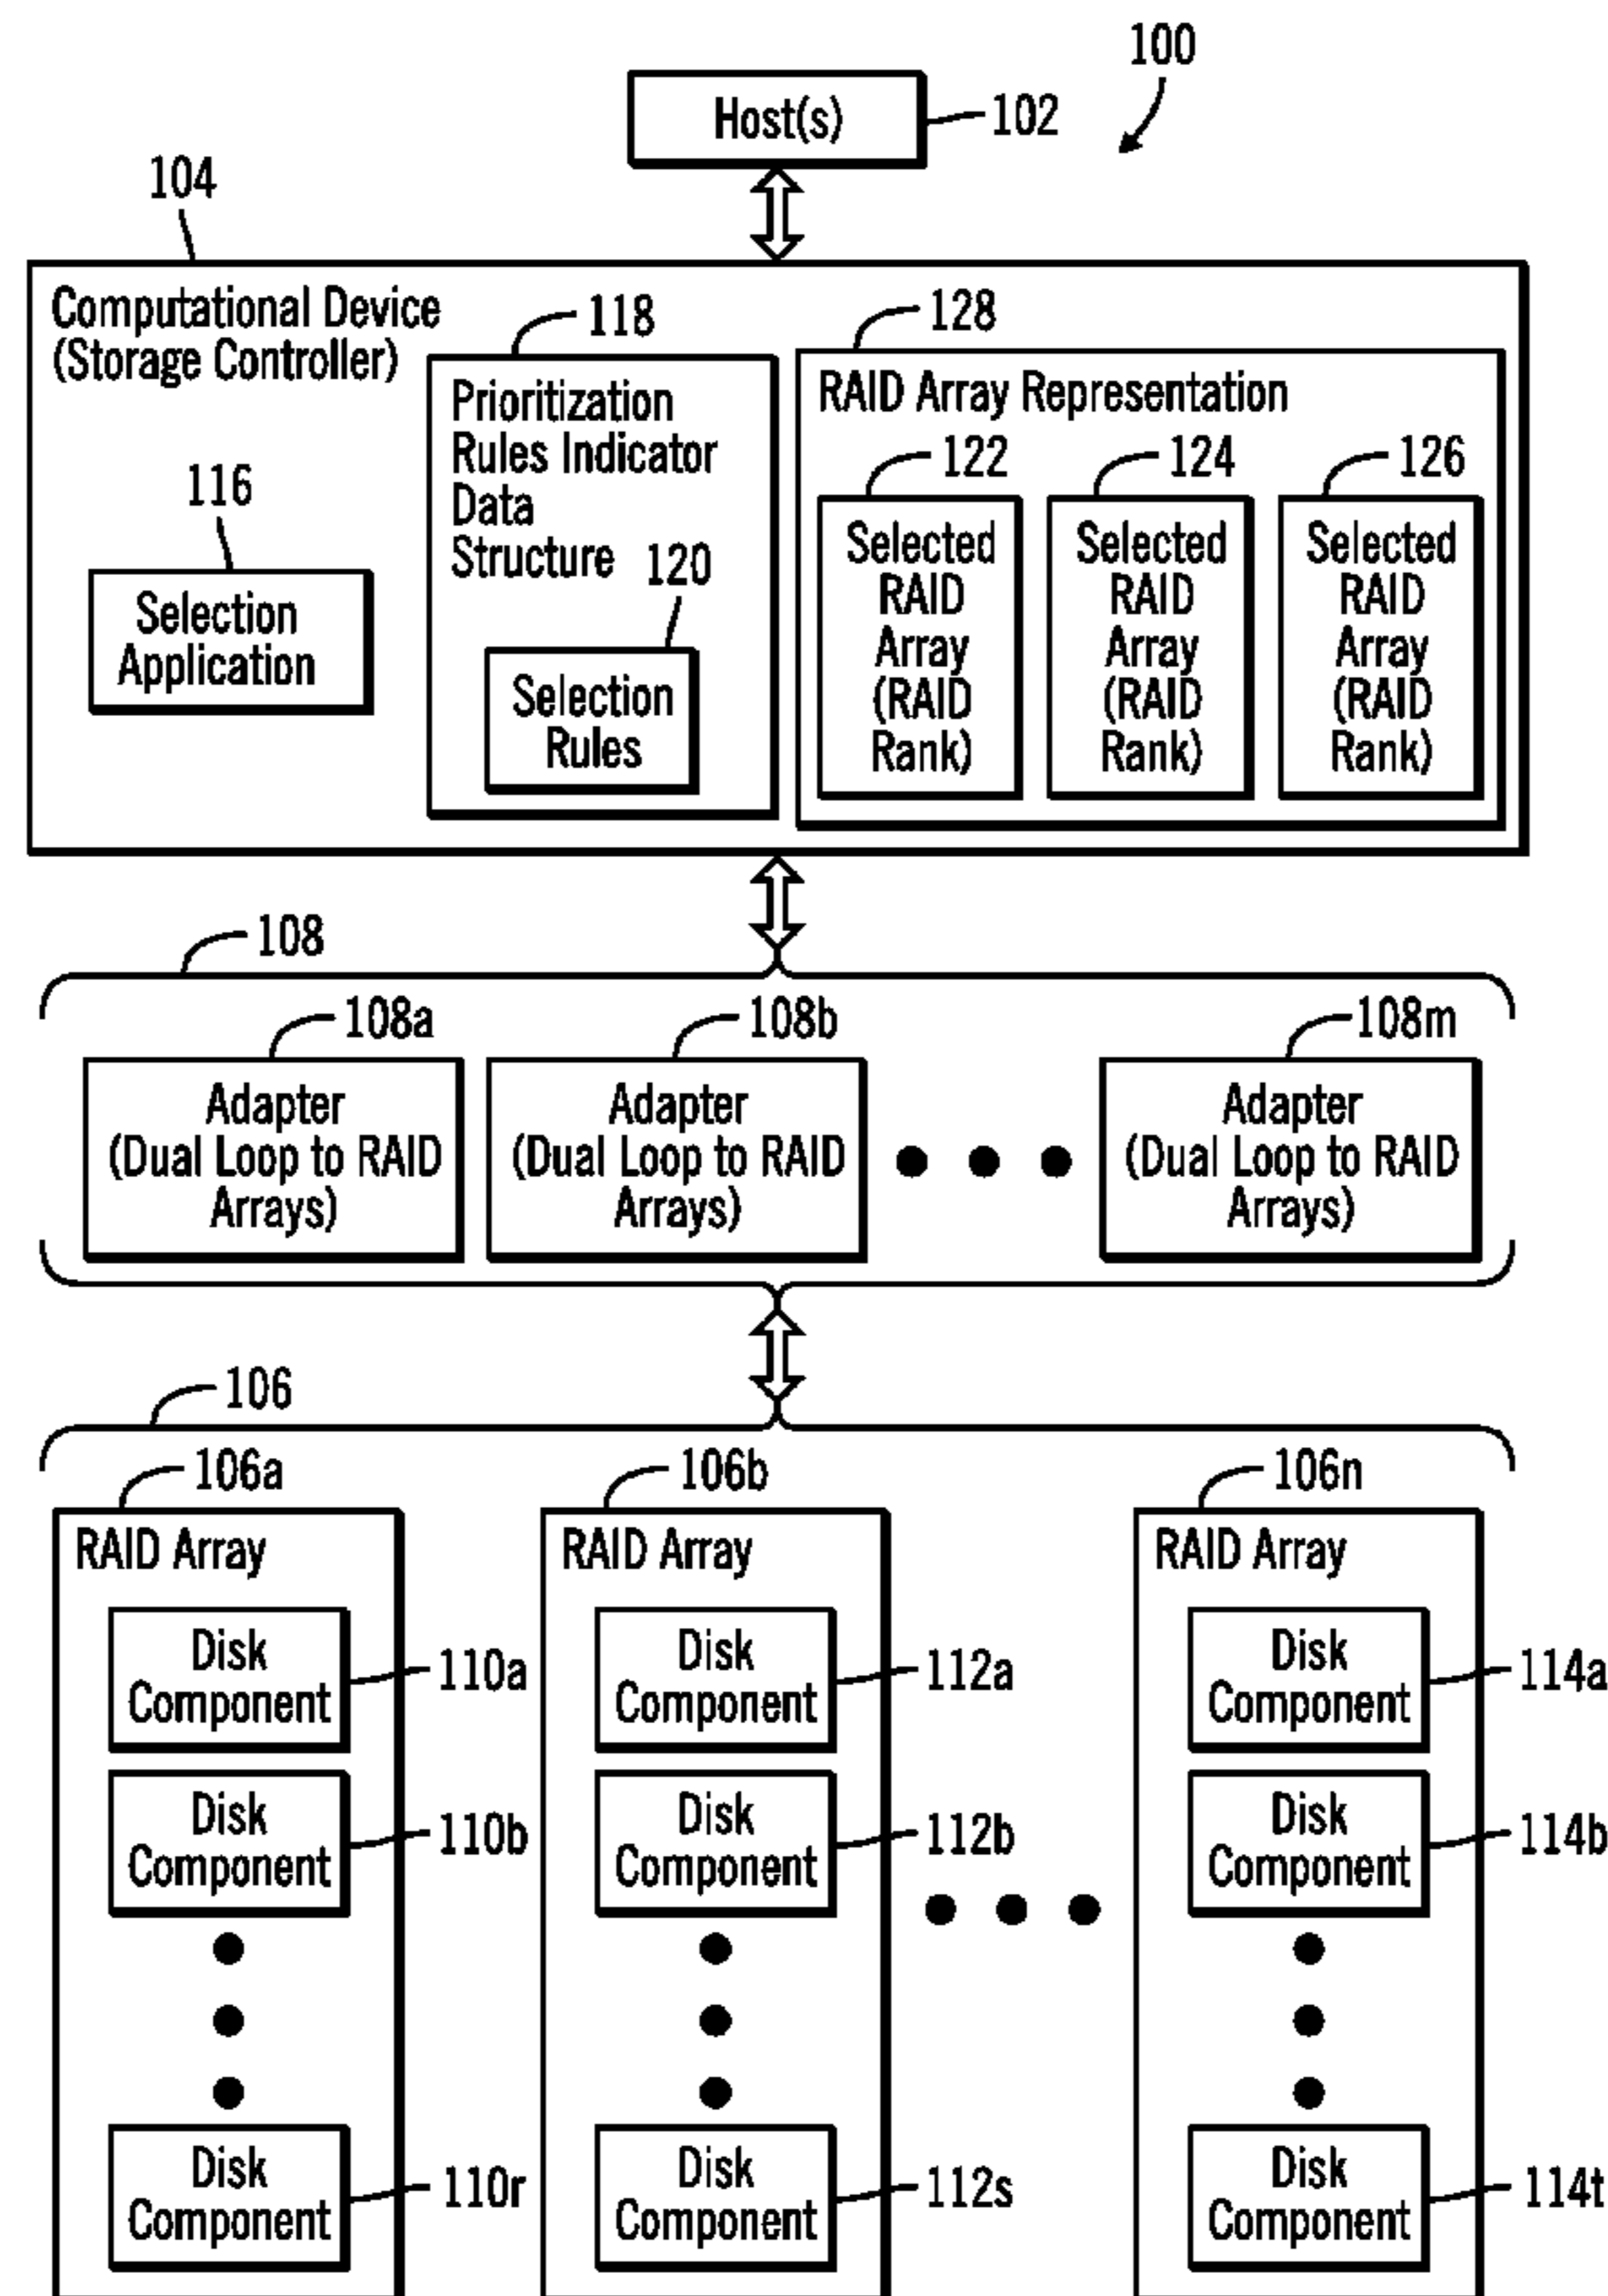 100
Host(s)
102
104
Computational Device
(Storage Controller)
118
128
Prioritization
Rules Indicator
Data
Structure
RAID Array Representation
122
124
126
116
120
Selection
Application
Selection
Rules
Selected
RAID
Array
(RAID
Rank)
Selected
RAID
Array
(RAID
Rank)
Selected
RAID
Array
(RAID
Rank)
108
108a
108b
108m
Adapter
(Dual Loop to RAID
Arrays)
Adapter
(Dual Loop to RAID
Arrays)
Adapter
(Dual Loop to RAID
Arrays)
106
106a
106b
106n
RAID Array
Disk
Component
110a
Disk
Component
110b
Disk
Component
110r
RAID Array
Disk
Component
112a
Disk
Component
112b
Disk
Component
112s
RAID Array
Disk
Component
114a
Disk
Component
114b
Disk
Component
114t